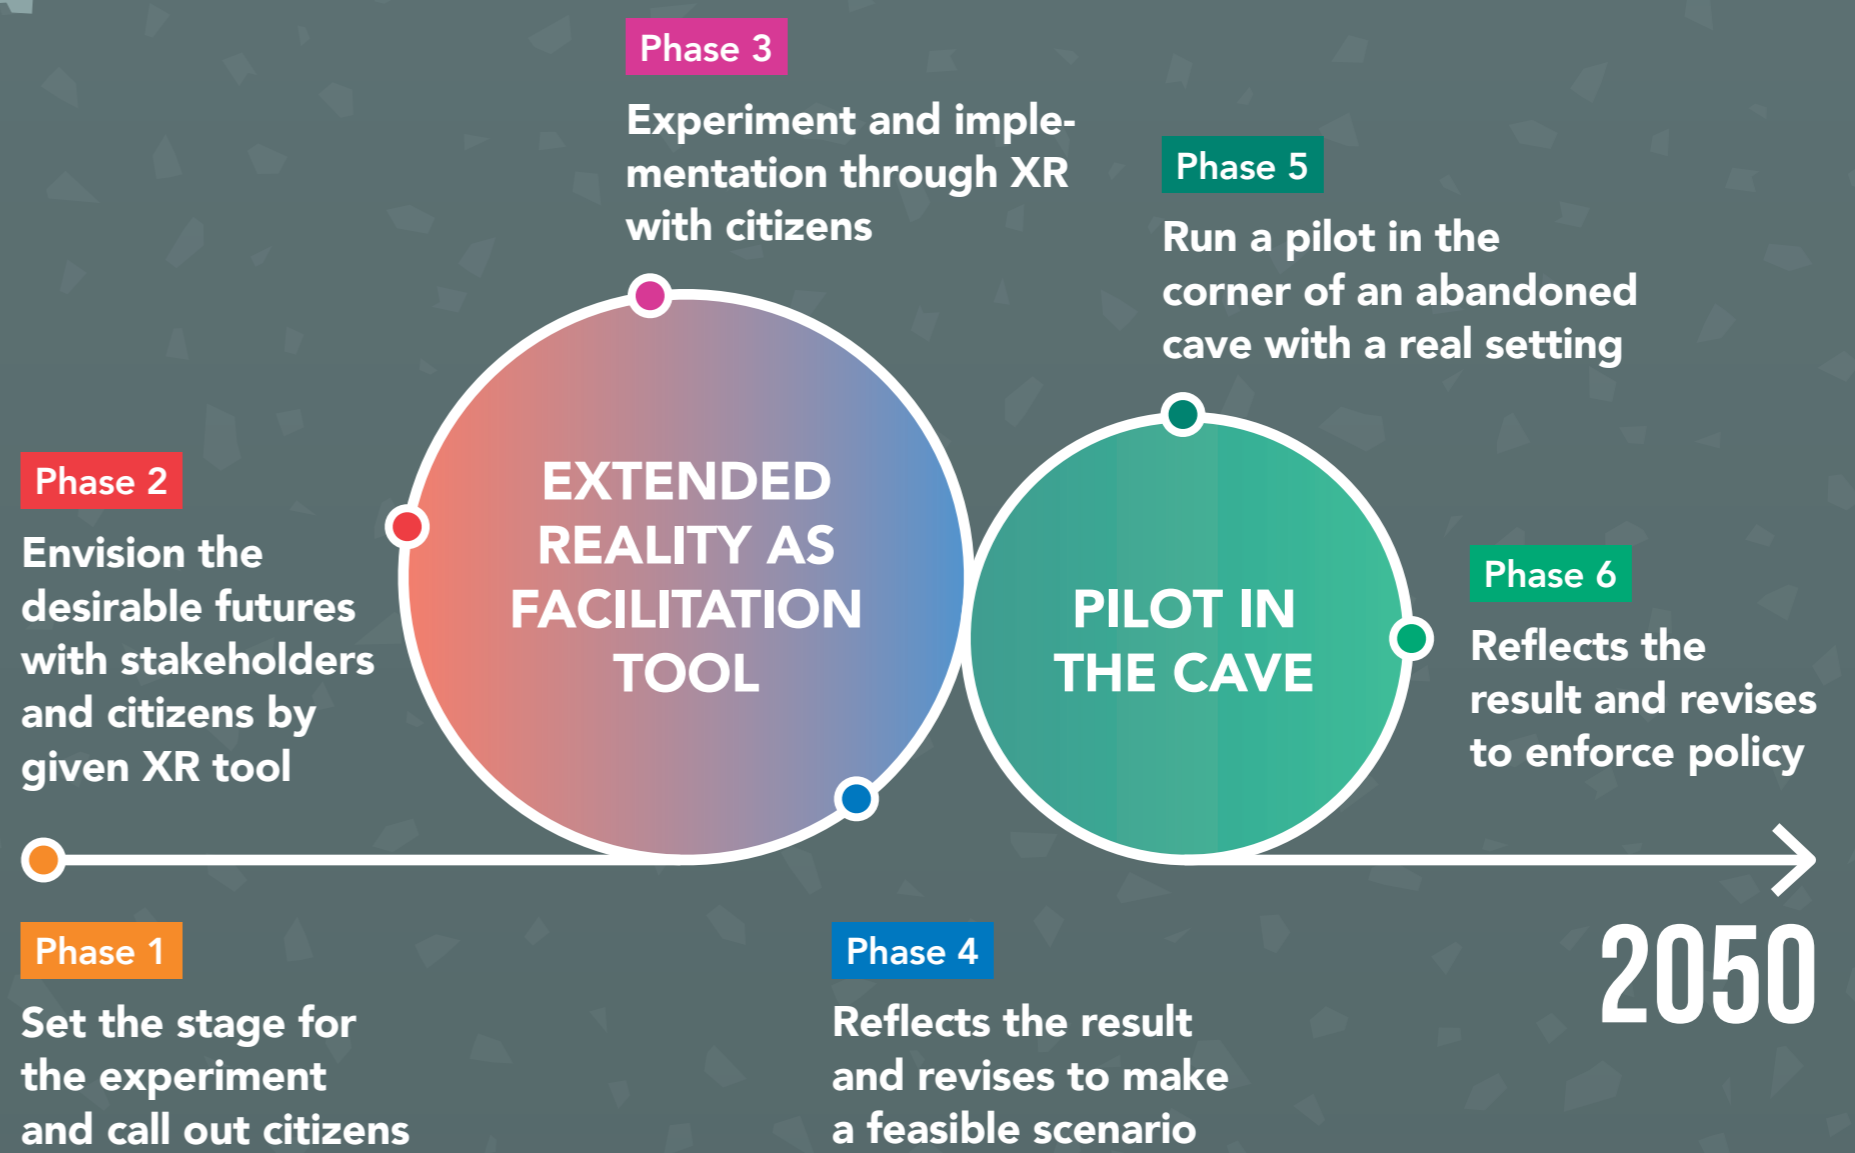 Phase 3
Experiment and imple-
mentation through XR
with citizens
Phase 5
Run a pilot in the
corner of an abandoned
cave with a real setting
Phase 2
Envision the
desirable futures
with stakeholders
and citizens by
given XR tool
EXTENDED
REALITY AS
FACILITATION
TOOL
PILOT IN
THE CAVE
Phase 6
Reflects the
result and revises
to enforce policy
Phase 1
Set the stage for
the experiment
and call out citizens
Phase 4
Reflects the result
and revises to make
a feasible scenario
2050